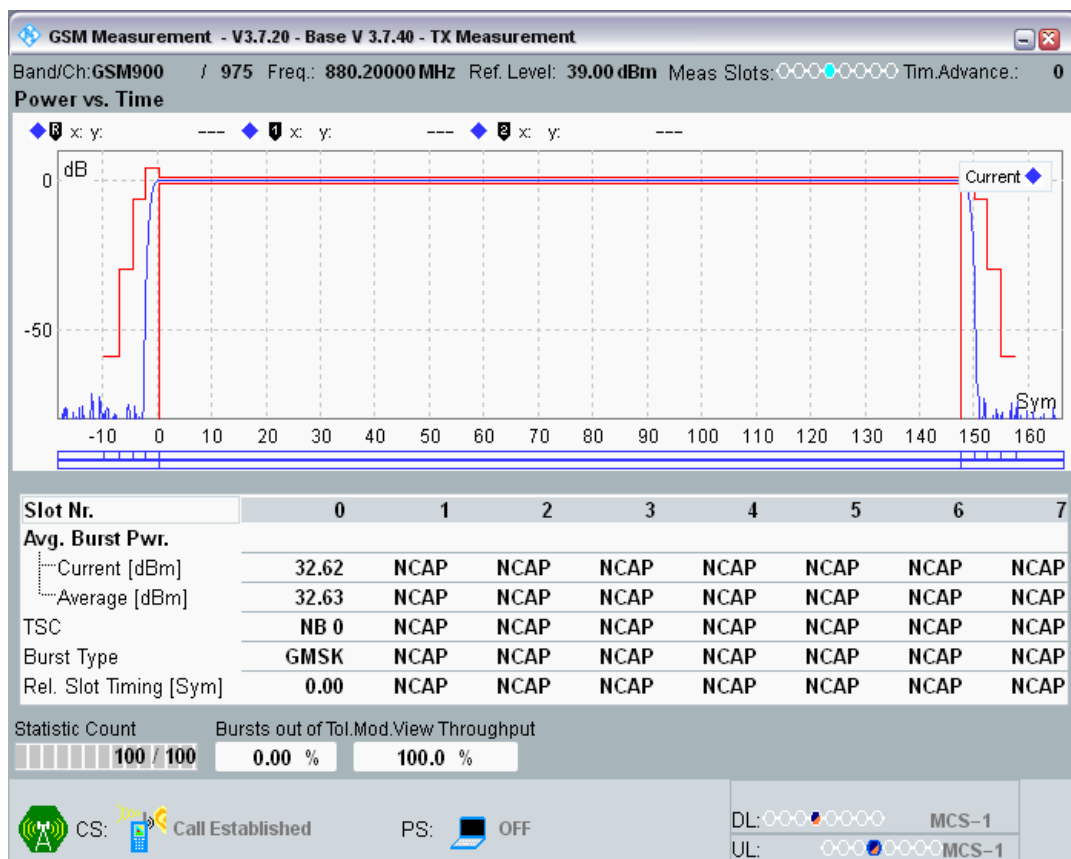 GSM Measurement - V3.7.20 - Base V 3.7.40 - TX Measurement
Band/Ch:GSM900 / 975 Freq.: 880.20000 MHz Ref. Level: 39.00 dBm Meas Slots: Tim.Advance.: 0
Power vs. Time
R x: y: --- 1 x: y: --- 2 x: y: ---
dB
Current
0
-50
Sym
-10 0 10 20 30 40 50 60 70 80 90 100 110 120 130 140 150 160
Slot Nr. 0 1 2 3 4 5 6 7
Avg. Burst Pwr.
Current [dBm] 32.62 NCAP NCAP NCAP NCAP NCAP NCAP NCAP
Average [dBm] 32.63 NCAP NCAP NCAP NCAP NCAP NCAP NCAP
TSC NB 0 NCAP NCAP NCAP NCAP NCAP NCAP NCAP
Burst Type GMSK NCAP NCAP NCAP NCAP NCAP NCAP NCAP
Rel. Slot Timing [Sym] 0.00 NCAP NCAP NCAP NCAP NCAP NCAP NCAP
Statistic Count Bursts out of Tol. Mod.View Throughput
100 / 100 0.00 % 100.0 %
CS: Call Established PS: OFF
DL: MCS-1
UL: MCS-1